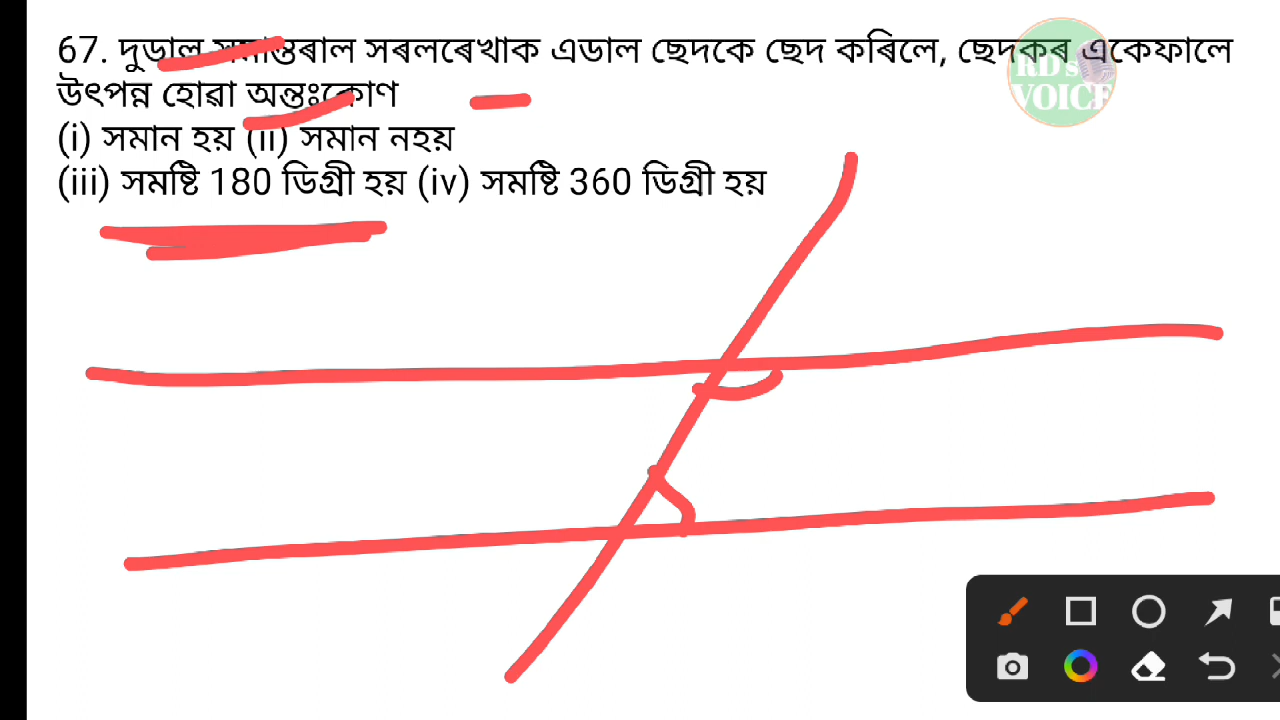 67. দুডাল সমান্তৰাল সৰলৰেখাক এডাল ছেদকে ছেদ কৰিলে, ছেদকৰ একেফালে
উৎপন্ন হোৱা অন্তঃকোণ
(i) সমান হয় (ii) সমান নহয়
(iii) সমষ্টি 180 ডিগ্ৰী হয় (iv) সমষ্টি 360 ডিগ্ৰী হয়
RD's
VOICE